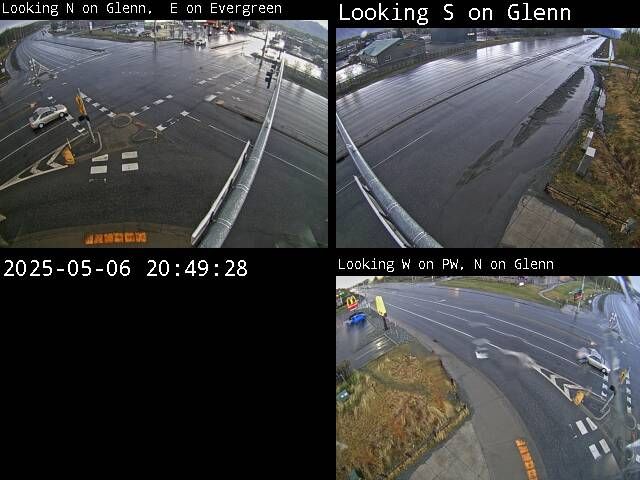 Looking N on Glenn,  E on Evergreen
Looking S on Glenn
2025-05-06 20:49:28
Looking W on PW, N on Glenn